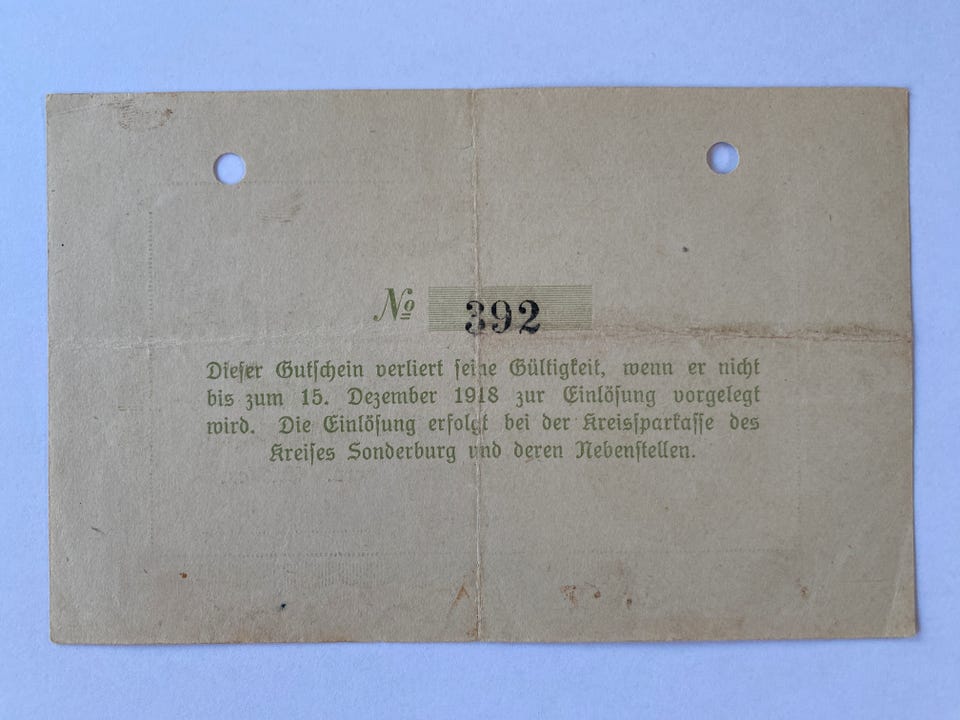 No 392
Dieser Gutschein verliert seine Gültigkeit, wenn er nicht
bis zum 15. Dezember 1918 zur Einlösung vorgelegt
wird. Die Einlösung erfolgt bei der Kreissparkasse des
Kreises Sonderburg und deren Nebenstellen.